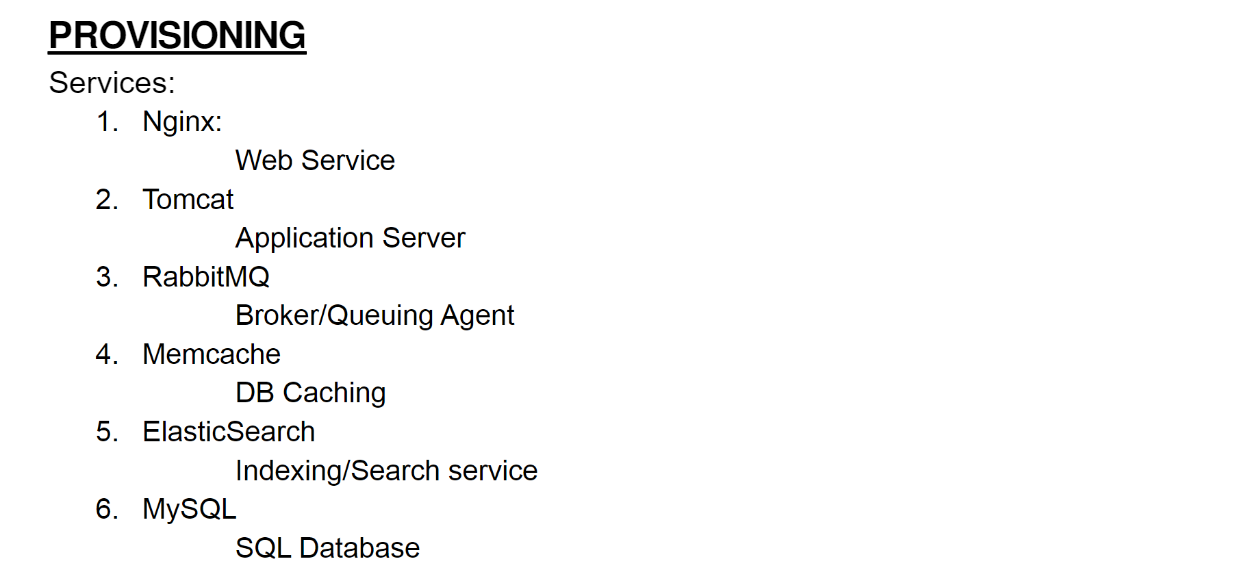 PROVISIONING
Services:
1. Nginx:
Web Service
2. Tomcat
Application Server
3. RabbitMQ
Broker/Queuing Agent
4. Memcache
DB Caching
5. ElasticSearch
Indexing/Search service
6. MySQL
SQL Database